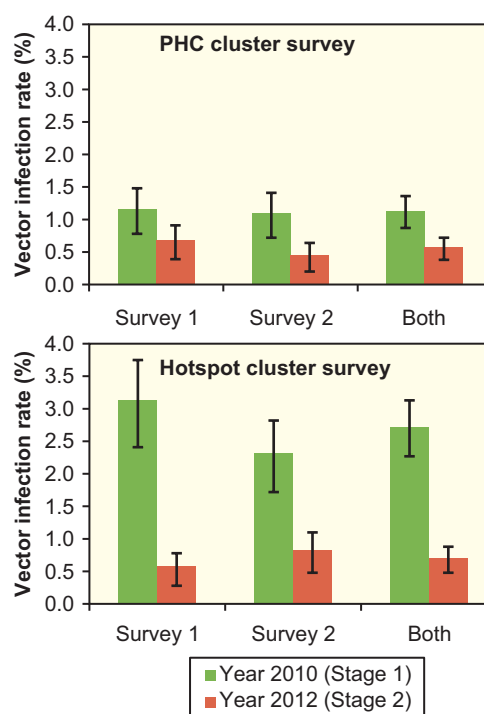 PHC cluster survey
Vector infection rate (%)
4.0
3.5
3.0
2.5
2.0
1.5
1.0
0.5
0.0
Survey 1 Survey 2 Both
Hotspot cluster survey
Vector infection rate (%)
4.0
3.5
3.0
2.5
2.0
1.5
1.0
0.5
0.0
Survey 1 Survey 2 Both
Year 2010 (Stage 1)
Year 2012 (Stage 2)